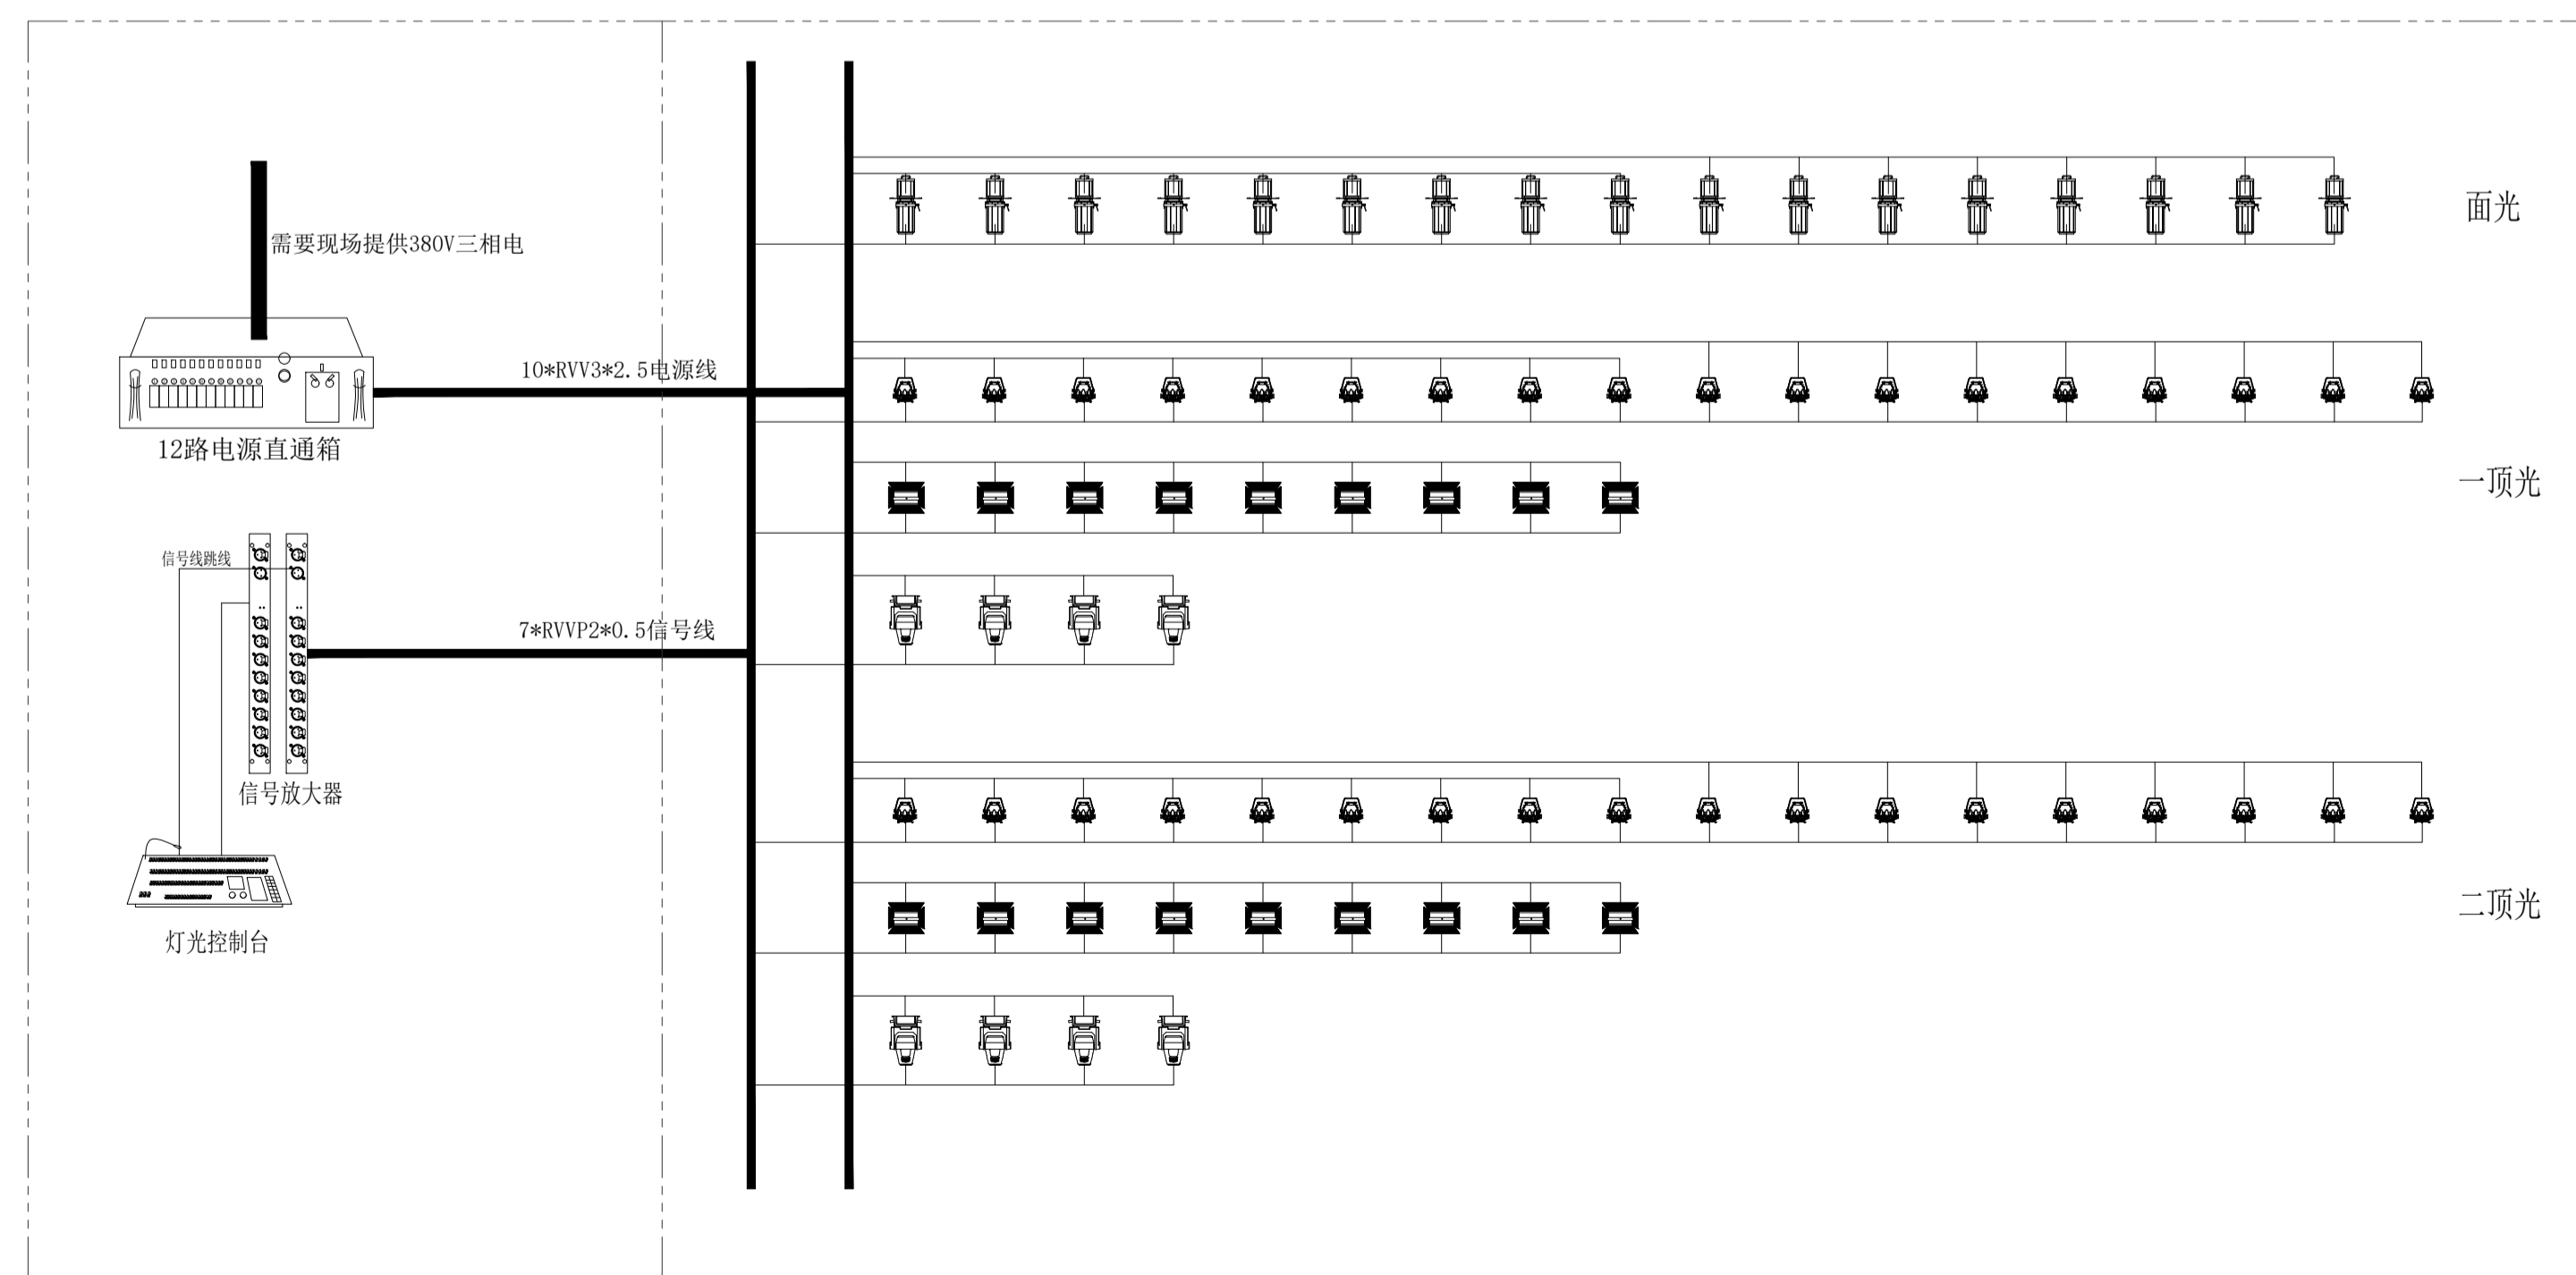 面光
需要现场提供380V三相电
10*RVV3*2.5电源线
12路电源直通箱
一顶光
信号线跳线
7*RVVP2*0.5信号线
信号放大器
二顶光
灯光控制台